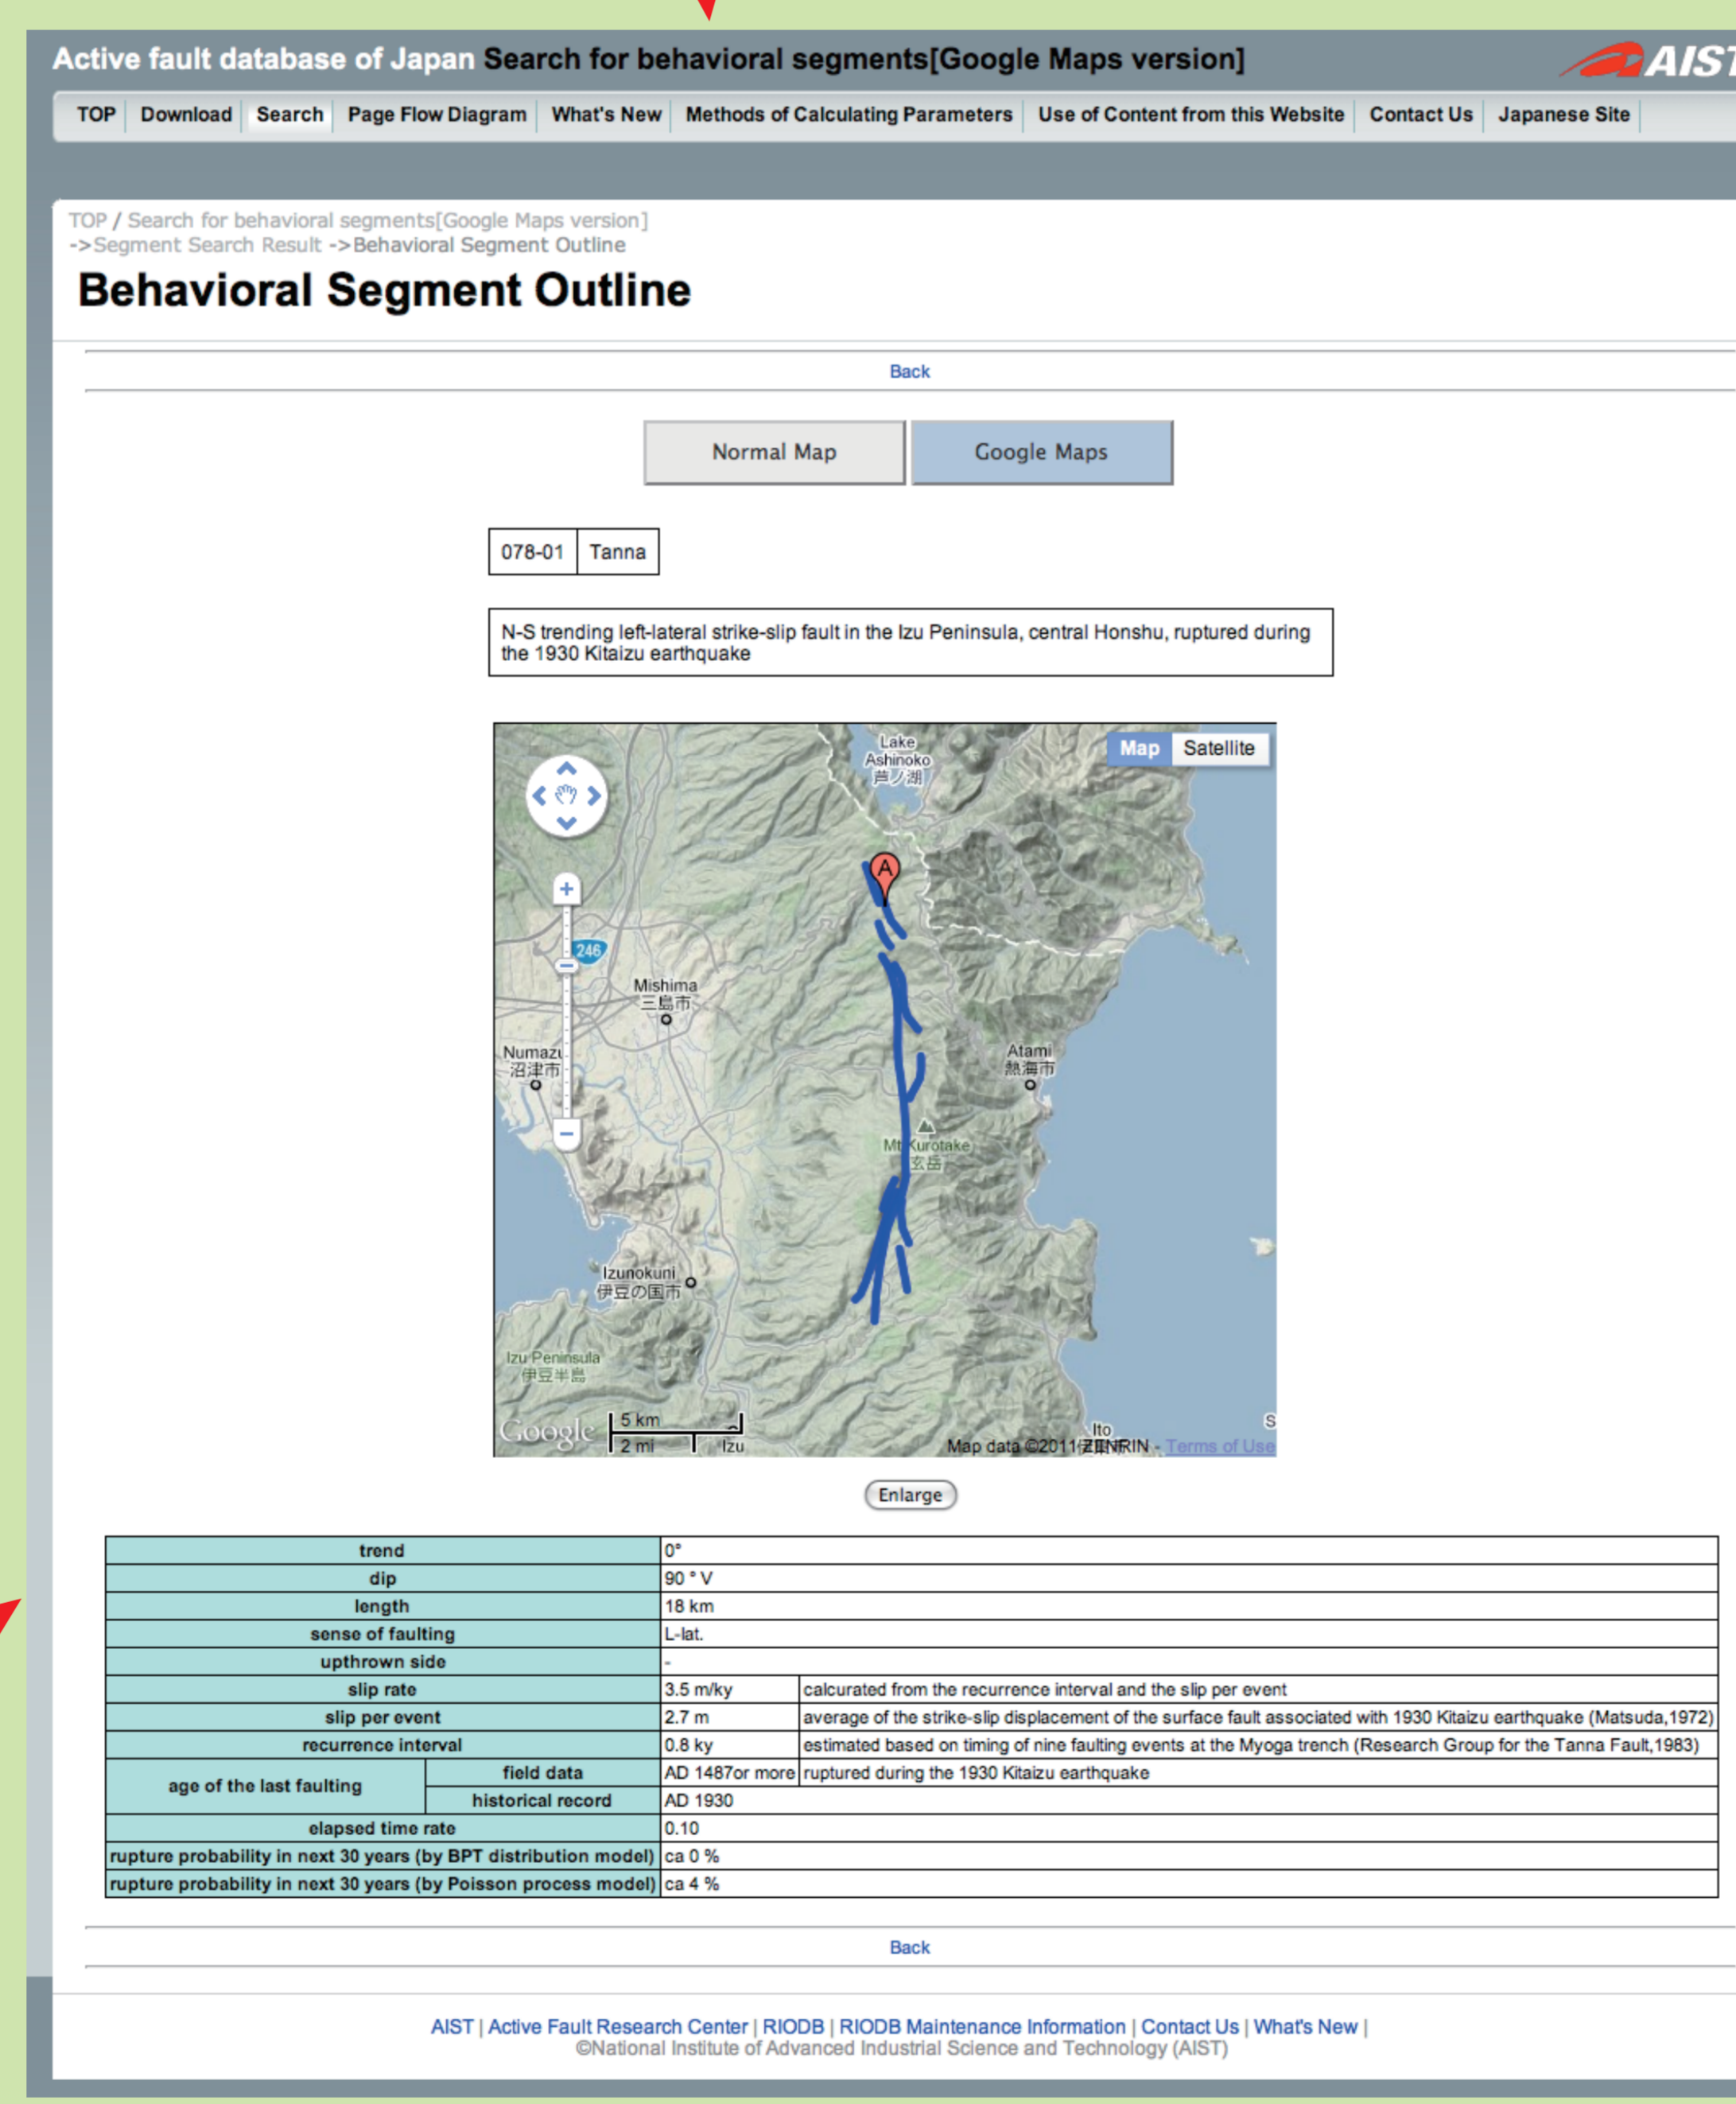 Active fault database of Japan Search for behavioral segments[Google Maps version]
AIST
TOP Download Search Page Flow Diagram What's New Methods of Calculating Parameters Use of Content from this Website Contact Us Japanese Site
TOP / Search for behavioral segments[Google Maps version]
->Segment Search Result ->Behavioral Segment Outline
Behavioral Segment Outline
Back
Normal Map Google Maps
078-01 Tanna
N-S trending left-lateral strike-slip fault in the Izu Peninsula, central Honshu, ruptured during
the 1930 Kitaizu earthquake
Lake
Ashinoko
芦ノ湖
Map Satellite
A
246
Mishima
三島市
Numazu
沼津市
Atami
熱海市
Mt Kurotake
玄岳
Izunokuni
伊豆の国市
Izu Peninsula
伊豆半島
Google
5 km
2 mi
Izu
Ito
S
Map data ©2011 ZENRIN - Terms of Use
Enlarge
trend 0°
dip 90 ° V
length 18 km
sense of faulting L-lat.
upthrown side -
slip rate 3.5 m/ky calcurated from the recurrence interval and the slip per event
slip per event 2.7 m average of the strike-slip displacement of the surface fault associated with 1930 Kitaizu earthquake (Matsuda,1972)
recurrence interval 0.8 ky estimated based on timing of nine faulting events at the Myoga trench (Research Group for the Tanna Fault,1983)
age of the last faulting field data AD 1487or more ruptured during the 1930 Kitaizu earthquake
historical record AD 1930
elapsed time rate 0.10
rupture probability in next 30 years (by BPT distribution model) ca 0 %
rupture probability in next 30 years (by Poisson process model) ca 4 %
Back
AIST | Active Fault Research Center | RIODB | RIODB Maintenance Information | Contact Us | What's New |
©National Institute of Advanced Industrial Science and Technology (AIST)